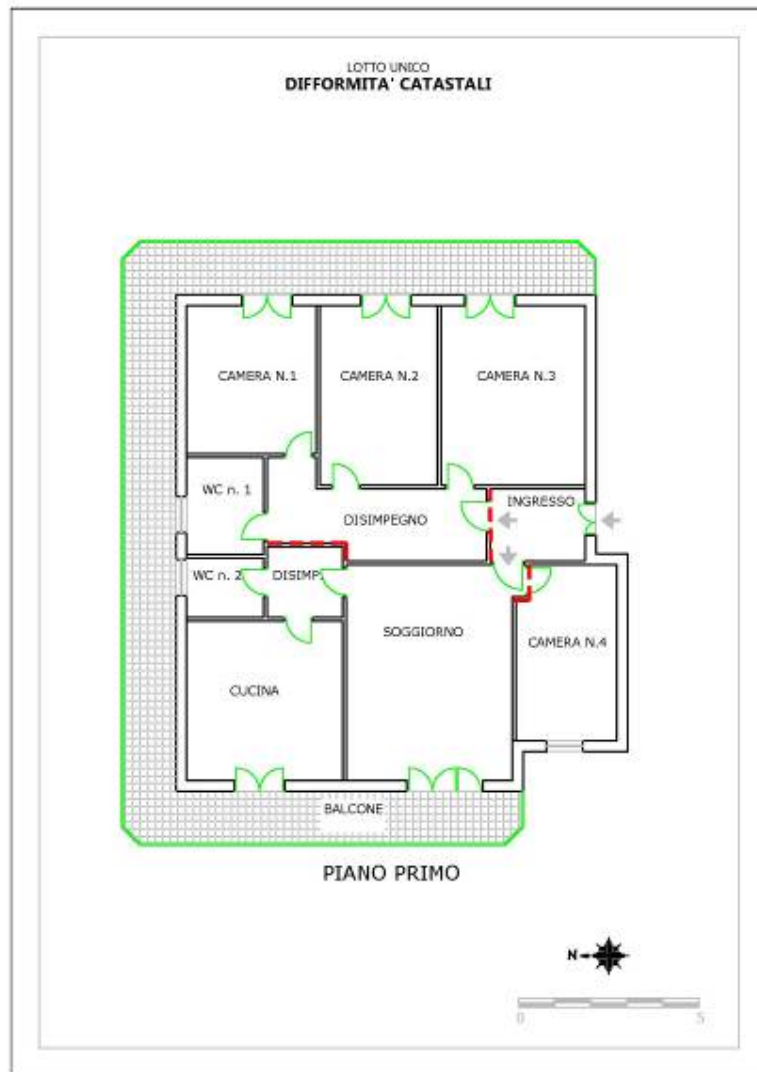 LOTTO UNICO
DIFFORMITA' CATASTALI
CAMERA N.1
CAMERA N.2
CAMERA N.3
WC n. 1
INGRESSO
DISIMPEGNO
WC n. 2
DISIMP.
SOGGIORNO
CAMERA N.4
CUCINA
BALCONE
PIANO PRIMO
N
0 5